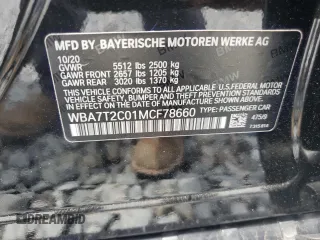 MFD. BY BAYERISCHE MOTOREN WERKE AG
10/20
GVWR 5512 lbs 2500 kg
GAWR FRONT 2657 lbs 1205 kg
GAWR REAR 3020 lbs 1370 kg
THIS VEHICLE CONFORMS TO ALL APPLICABLE U.S. FEDERAL MOTOR
VEHICLE SAFETY, BUMPER, AND THEFT PREVENTION STANDARDS
IN EFFECT ON THE DATE OF MANUFACTURE SHOWN ABOVE.
WBA7T2C01MCF78660 TYPE: PASSENGER CAR
475/9
© AMEROBID